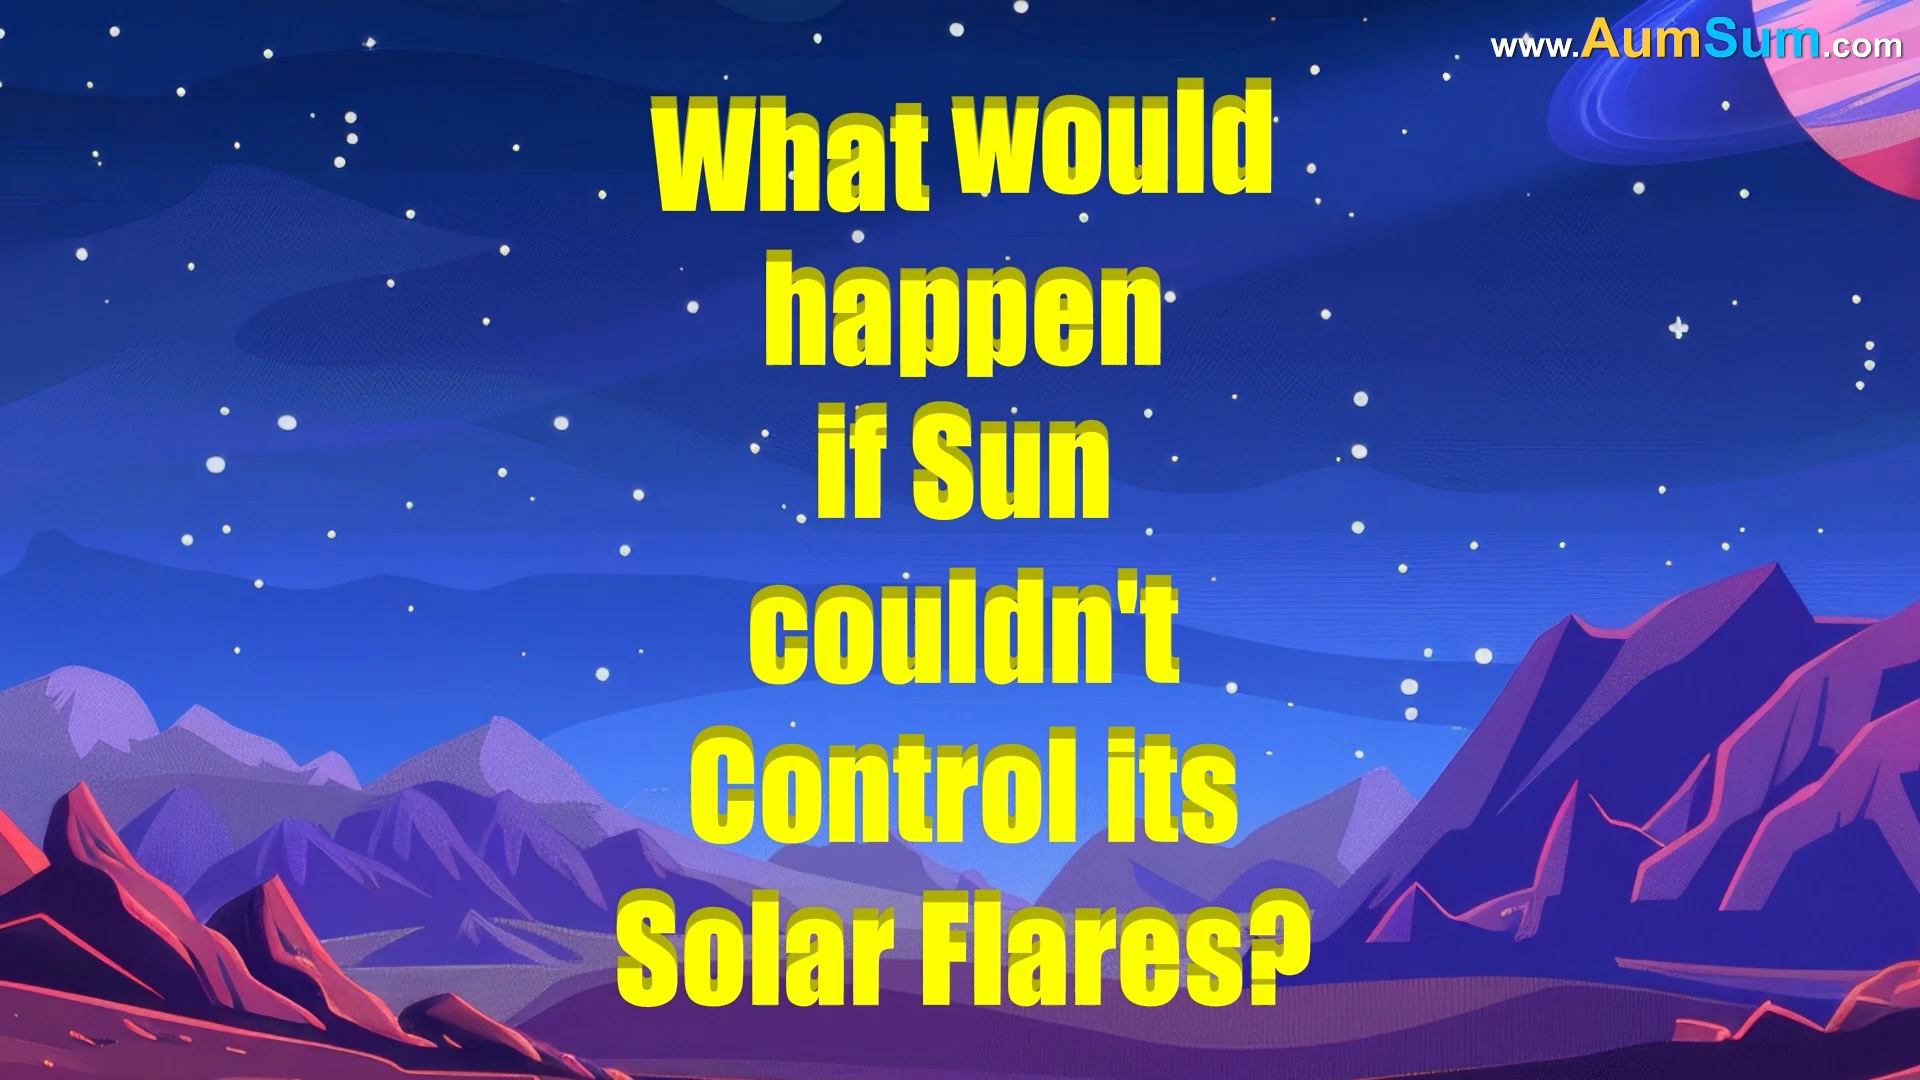 www.AumSum.com
What would
happen
if Sun
couldn't
Control its
Solar Flares?